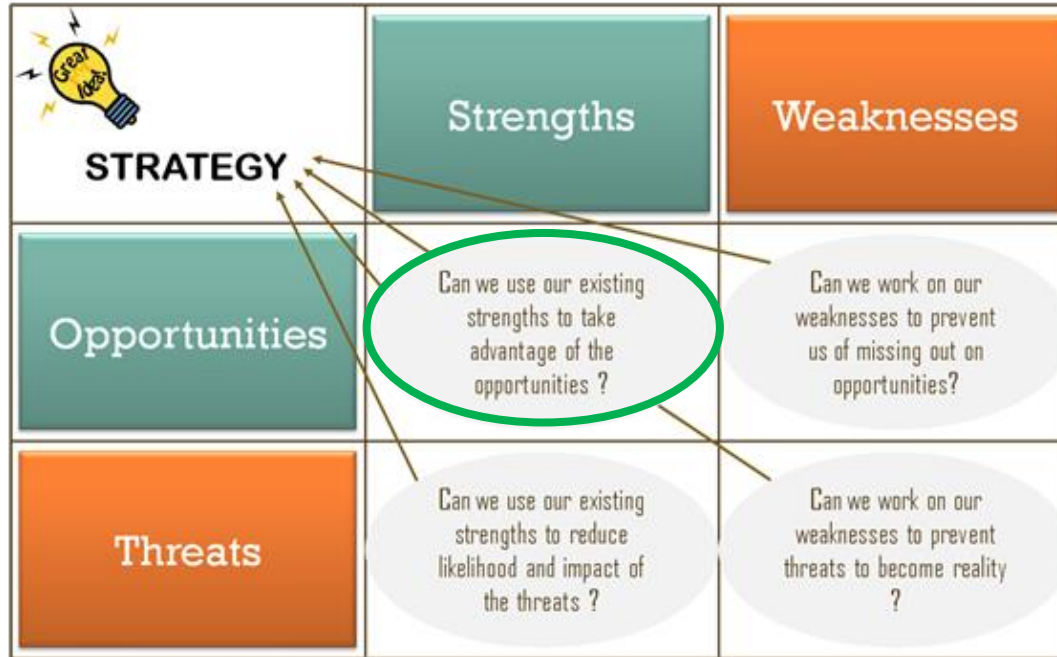 Great
Idea!
STRATEGY
Strengths
Weaknesses
Opportunities
Can we use our existing
strengths to take
advantage of the
opportunities ?
Can we work on our
weaknesses to prevent
us of missing out on
opportunities?
Threats
Can we use our existing
strengths to reduce
likelihood and impact of
the threats ?
Can we work on our
weaknesses to prevent
threats to become reality
?